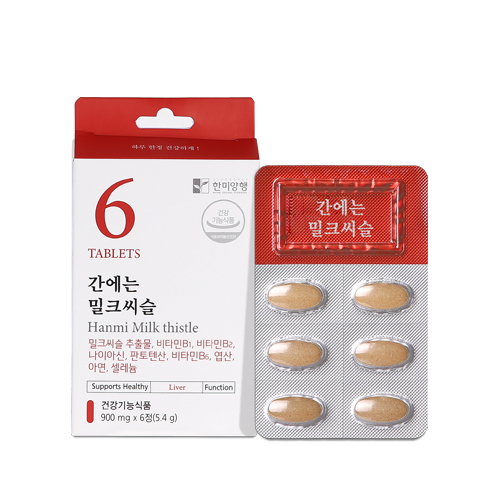 하루 한정 건강하게!
한미양행
건강
기능식품
6
TABLETS
간에는
밀크씨슬
Hanmi Milk thistle
밀크씨슬 추출물, 비타민B1, 비타민B2,
나이아신, 판토텐산, 비타민B6, 엽산,
아연, 셀레늄
Supports Healthy Liver Function
건강기능식품
900 mg x 6정(5.4 g)
간에는
밀크씨슬